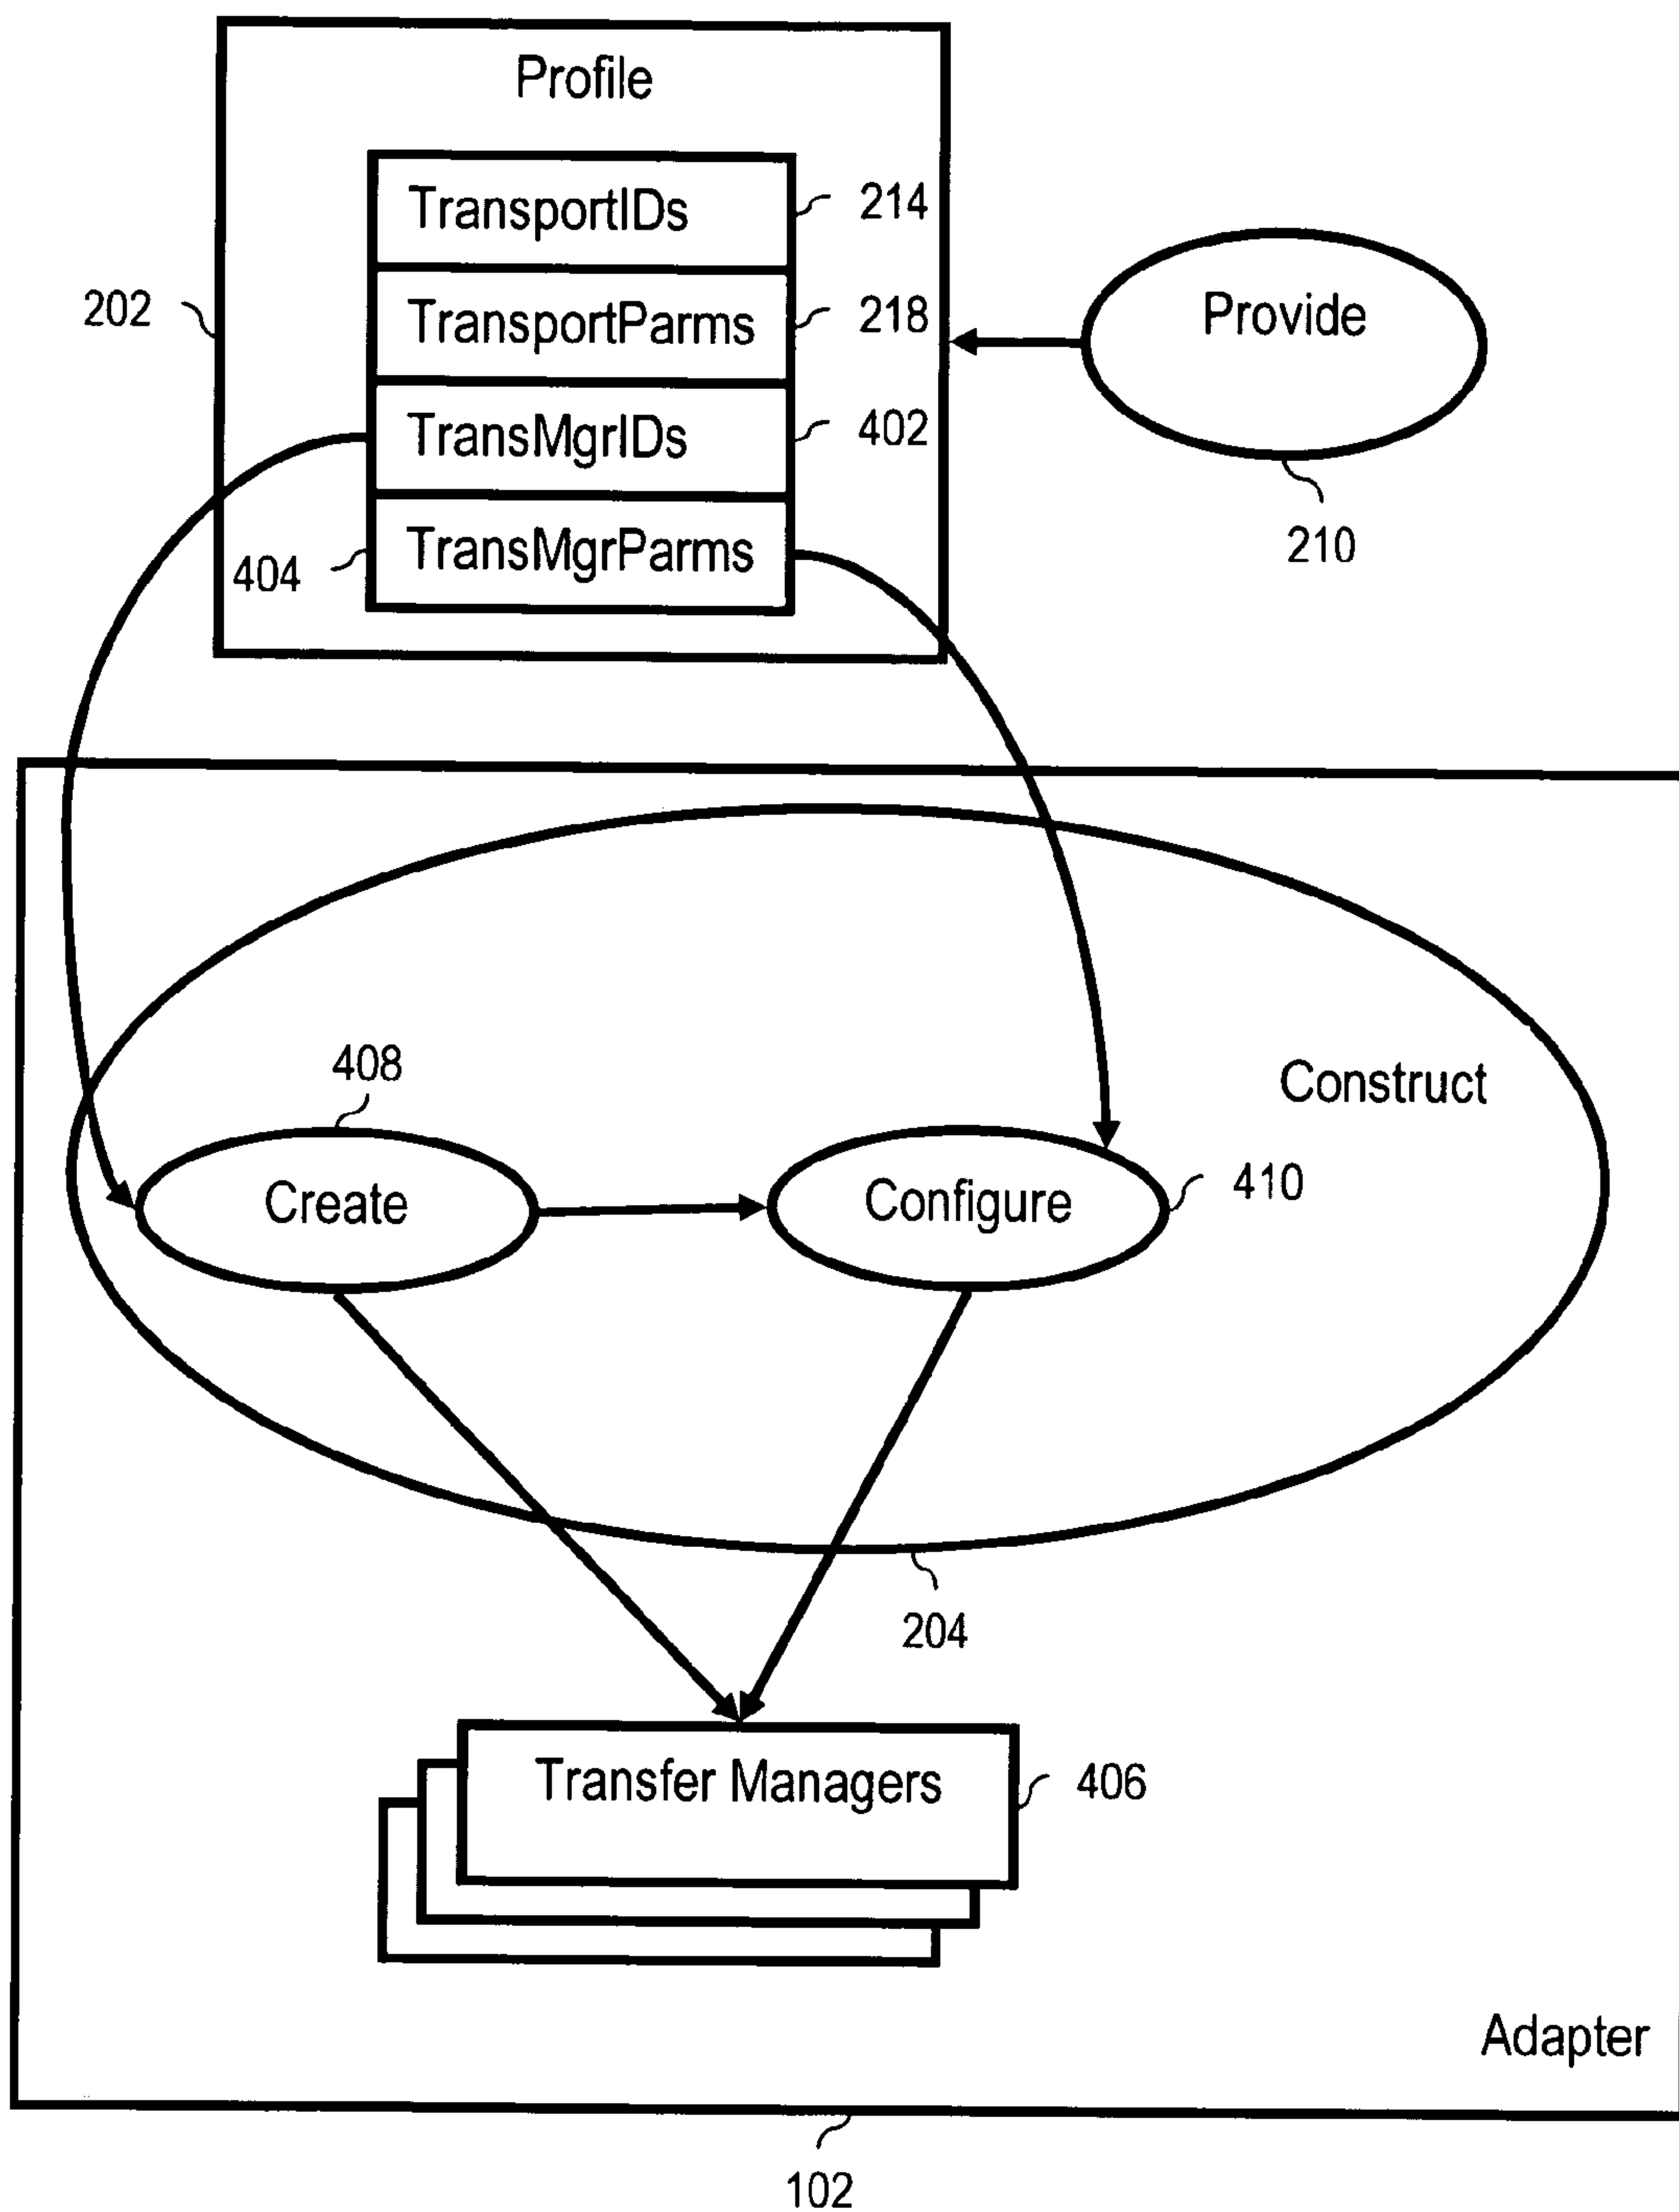 Profile
TransportIDs
214
202
TransportParms
218
Provide
TransMgrIDs
402
404
TransMgrParms
210
408
Construct
Create
Configure
410
204
Transfer Managers
406
Adapter
102